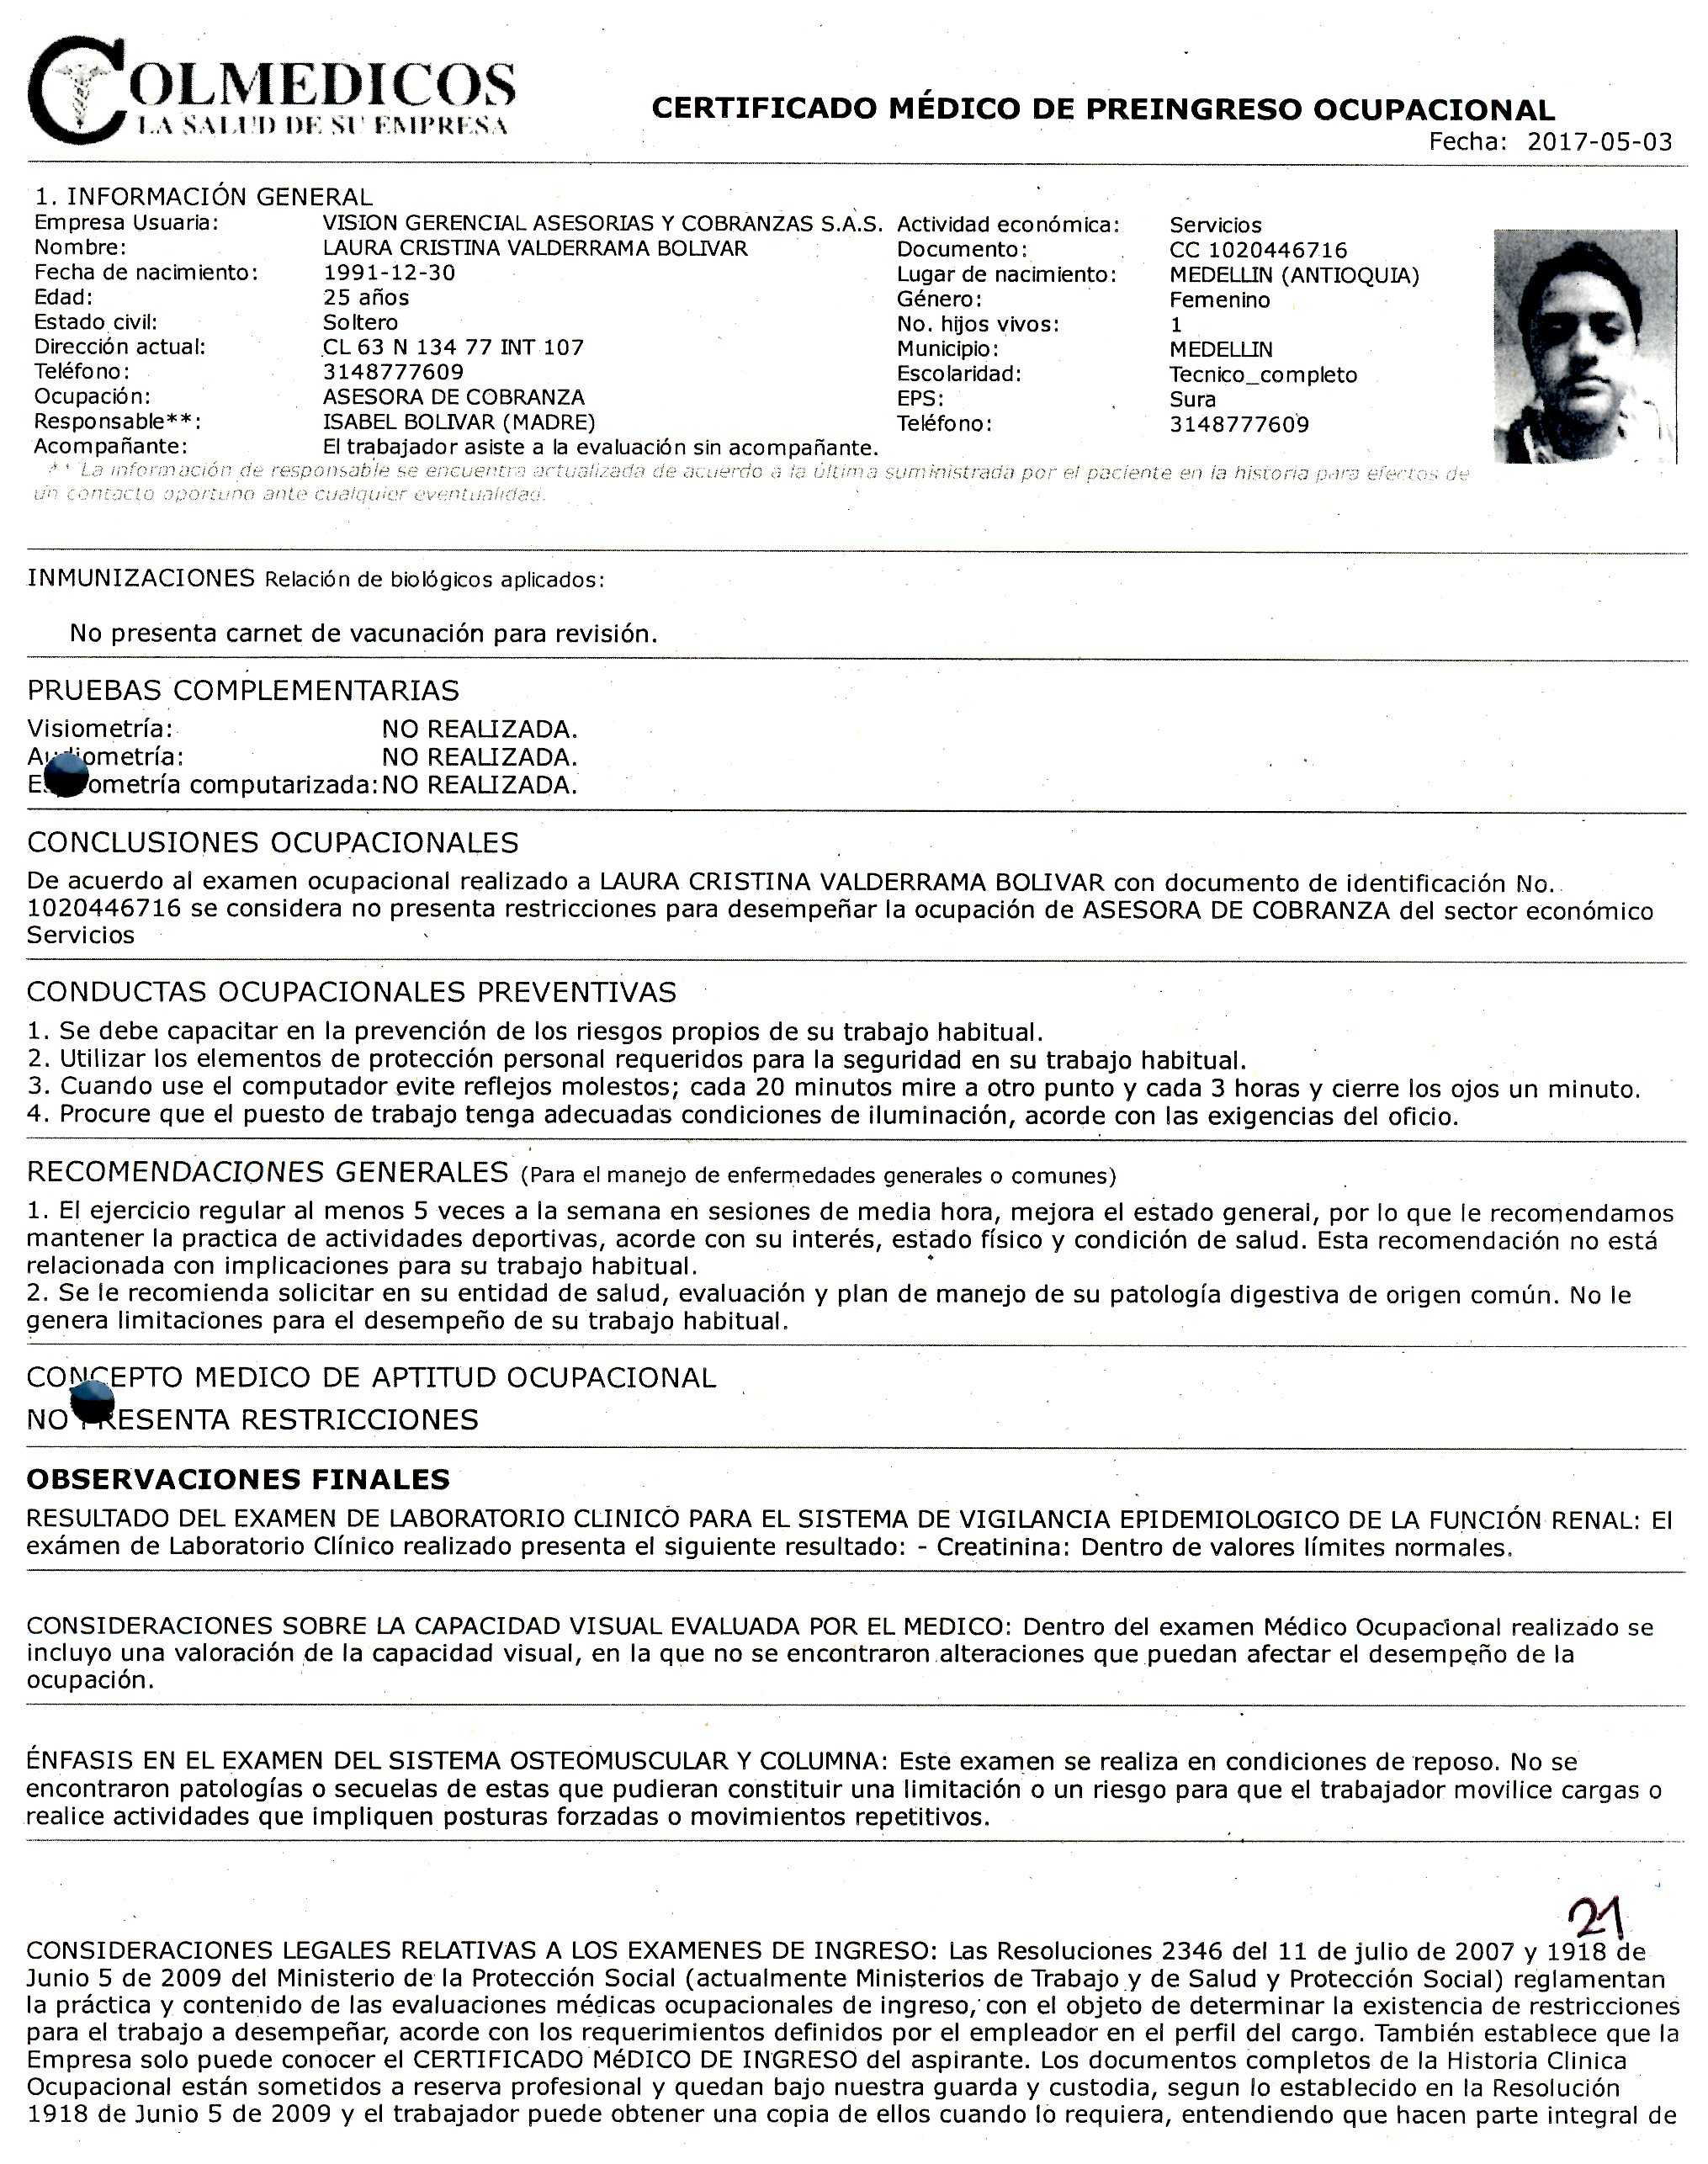 COLMEDICOS
LA SALUD DE SU EMPRESA
CERTIFICADO MÉDICO DE PREINGRESO OCUPACIONAL
Fecha: 2017-05-03
1. INFORMACIÓN GENERAL
Empresa Usuaria: VISION GERENCIAL ASESORIAS Y COBRANZAS S.A.S. Actividad económica: Servicios
Nombre: LAURA CRISTINA VALDERRAMA BOLIVAR Documento: CC 1020446716
Fecha de nacimiento: 1991-12-30 Lugar de nacimiento: MEDELLIN (ANTIOQUIA)
Edad: 25 años Género: Femenino
Estado civil: Soltero No. hijos vivos: 1
Dirección actual: CL 63 N 134 77 INT 107 Municipio: MEDELLIN
Teléfono: 3148777609 Escolaridad: Tecnico_completo
Ocupación: ASESORA DE COBRANZA EPS: Sura
Responsable**: ISABEL BOLIVAR (MADRE) Teléfono: 3148777609
Acompañante: El trabajador asiste a la evaluación sin acompañante.
** La información de responsable se encuentra actualizada de acuerdo a la última suministrada por el paciente en la historia para efectos de
un contacto oportuno ante cualquier eventualidad.
INMUNIZACIONES Relación de biológicos aplicados:
No presenta carnet de vacunación para revisión.
PRUEBAS COMPLEMENTARIAS
Visiometría: NO REALIZADA.
Audiometría: NO REALIZADA.
Espirometría computarizada: NO REALIZADA.
CONCLUSIONES OCUPACIONALES
De acuerdo al examen ocupacional realizado a LAURA CRISTINA VALDERRAMA BOLIVAR con documento de identificación No.
1020446716 se considera no presenta restricciones para desempeñar la ocupación de ASESORA DE COBRANZA del sector económico
Servicios
CONDUCTAS OCUPACIONALES PREVENTIVAS
1. Se debe capacitar en la prevención de los riesgos propios de su trabajo habitual.
2. Utilizar los elementos de protección personal requeridos para la seguridad en su trabajo habitual.
3. Cuando use el computador evite reflejos molestos; cada 20 minutos mire a otro punto y cada 3 horas y cierre los ojos un minuto.
4. Procure que el puesto de trabajo tenga adecuadas condiciones de iluminación, acorde con las exigencias del oficio.
RECOMENDACIONES GENERALES (Para el manejo de enfermedades generales o comunes)
1. El ejercicio regular al menos 5 veces a la semana en sesiones de media hora, mejora el estado general, por lo que le recomendamos
mantener la practica de actividades deportivas, acorde con su interés, estado físico y condición de salud. Esta recomendación no está
relacionada con implicaciones para su trabajo habitual.
2. Se le recomienda solicitar en su entidad de salud, evaluación y plan de manejo de su patología digestiva de origen común. No le
genera limitaciones para el desempeño de su trabajo habitual.
CONCEPTO MEDICO DE APTITUD OCUPACIONAL
NO PRESENTA RESTRICCIONES
OBSERVACIONES FINALES
RESULTADO DEL EXAMEN DE LABORATORIO CLINICO PARA EL SISTEMA DE VIGILANCIA EPIDEMIOLOGICO DE LA FUNCIÓN RENAL: El
exámen de Laboratorio Clínico realizado presenta el siguiente resultado: - Creatinina: Dentro de valores límites normales.
CONSIDERACIONES SOBRE LA CAPACIDAD VISUAL EVALUADA POR EL MEDICO: Dentro del examen Médico Ocupacional realizado se
incluyo una valoración de la capacidad visual, en la que no se encontraron alteraciones que puedan afectar el desempeño de la
ocupación.
ÉNFASIS EN EL EXAMEN DEL SISTEMA OSTEOMUSCULAR Y COLUMNA: Este examen se realiza en condiciones de reposo. No se
encontraron patologías o secuelas de estas que pudieran constituir una limitación o un riesgo para que el trabajador movilice cargas o
realice actividades que impliquen posturas forzadas o movimientos repetitivos.
21
CONSIDERACIONES LEGALES RELATIVAS A LOS EXAMENES DE INGRESO: Las Resoluciones 2346 del 11 de julio de 2007 y 1918 de
Junio 5 de 2009 del Ministerio de la Protección Social (actualmente Ministerios de Trabajo y de Salud y Protección Social) reglamentan
la práctica y contenido de las evaluaciones médicas ocupacionales de ingreso, con el objeto de determinar la existencia de restricciones
para el trabajo a desempeñar, acorde con los requerimientos definidos por el empleador en el perfil del cargo. También establece que la
Empresa solo puede conocer el CERTIFICADO MéDICO DE INGRESO del aspirante. Los documentos completos de la Historia Clinica
Ocupacional están sometidos a reserva profesional y quedan bajo nuestra guarda y custodia, segun lo establecido en la Resolución
1918 de Junio 5 de 2009 y el trabajador puede obtener una copia de ellos cuando lo requiera, entendiendo que hacen parte integral de